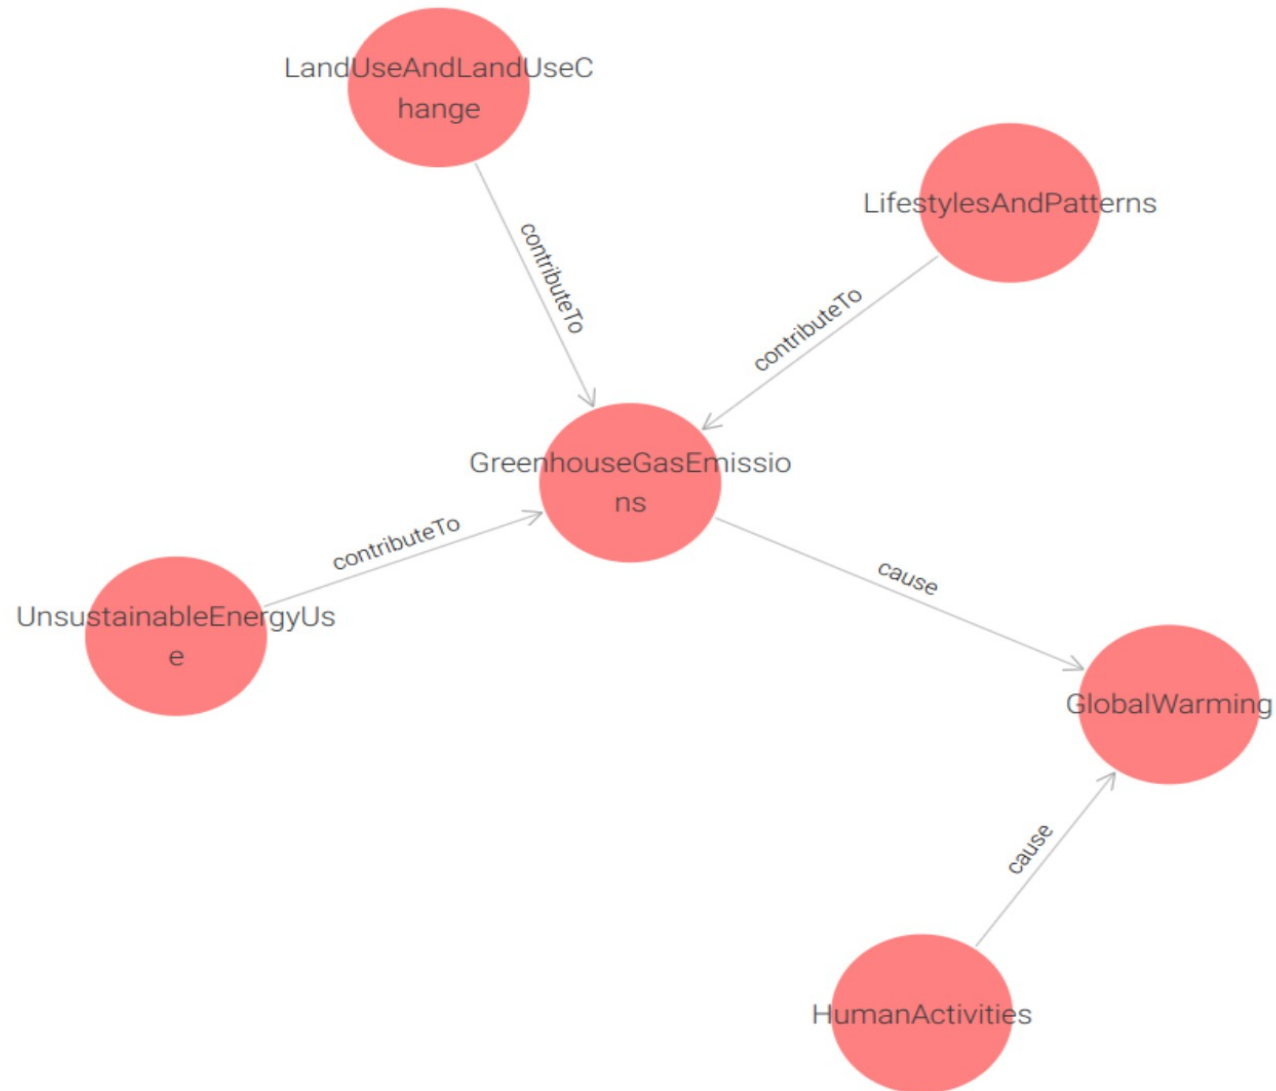 LandUseAndLandUseC
hange
LifestylesAndPatterns
contributeTo
contributeTo
GreenhouseGasEmissio
ns
contributeTo
cause
UnsustainableEnergyUs
e
GlobalWarming
cause
HumanActivities